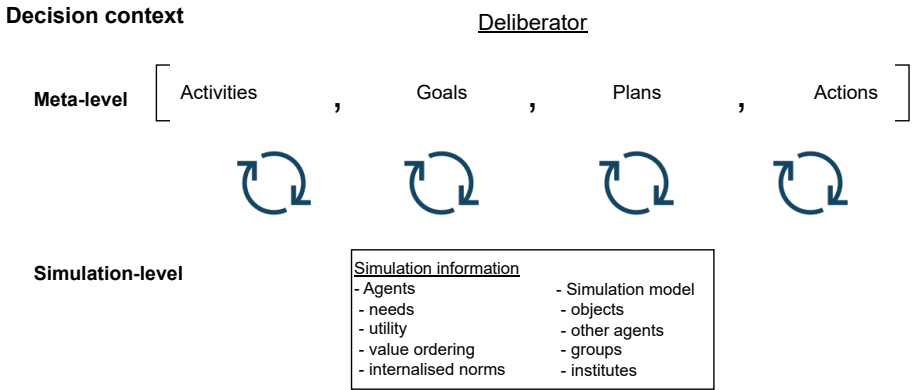 Decision context
Deliberator
Meta-level [ Activities , Goals , Plans , Actions ]
Simulation-level
Simulation information
- Agents
- needs
- utility
- value ordering
- internalised norms
- Simulation model
- objects
- other agents
- groups
- institutes